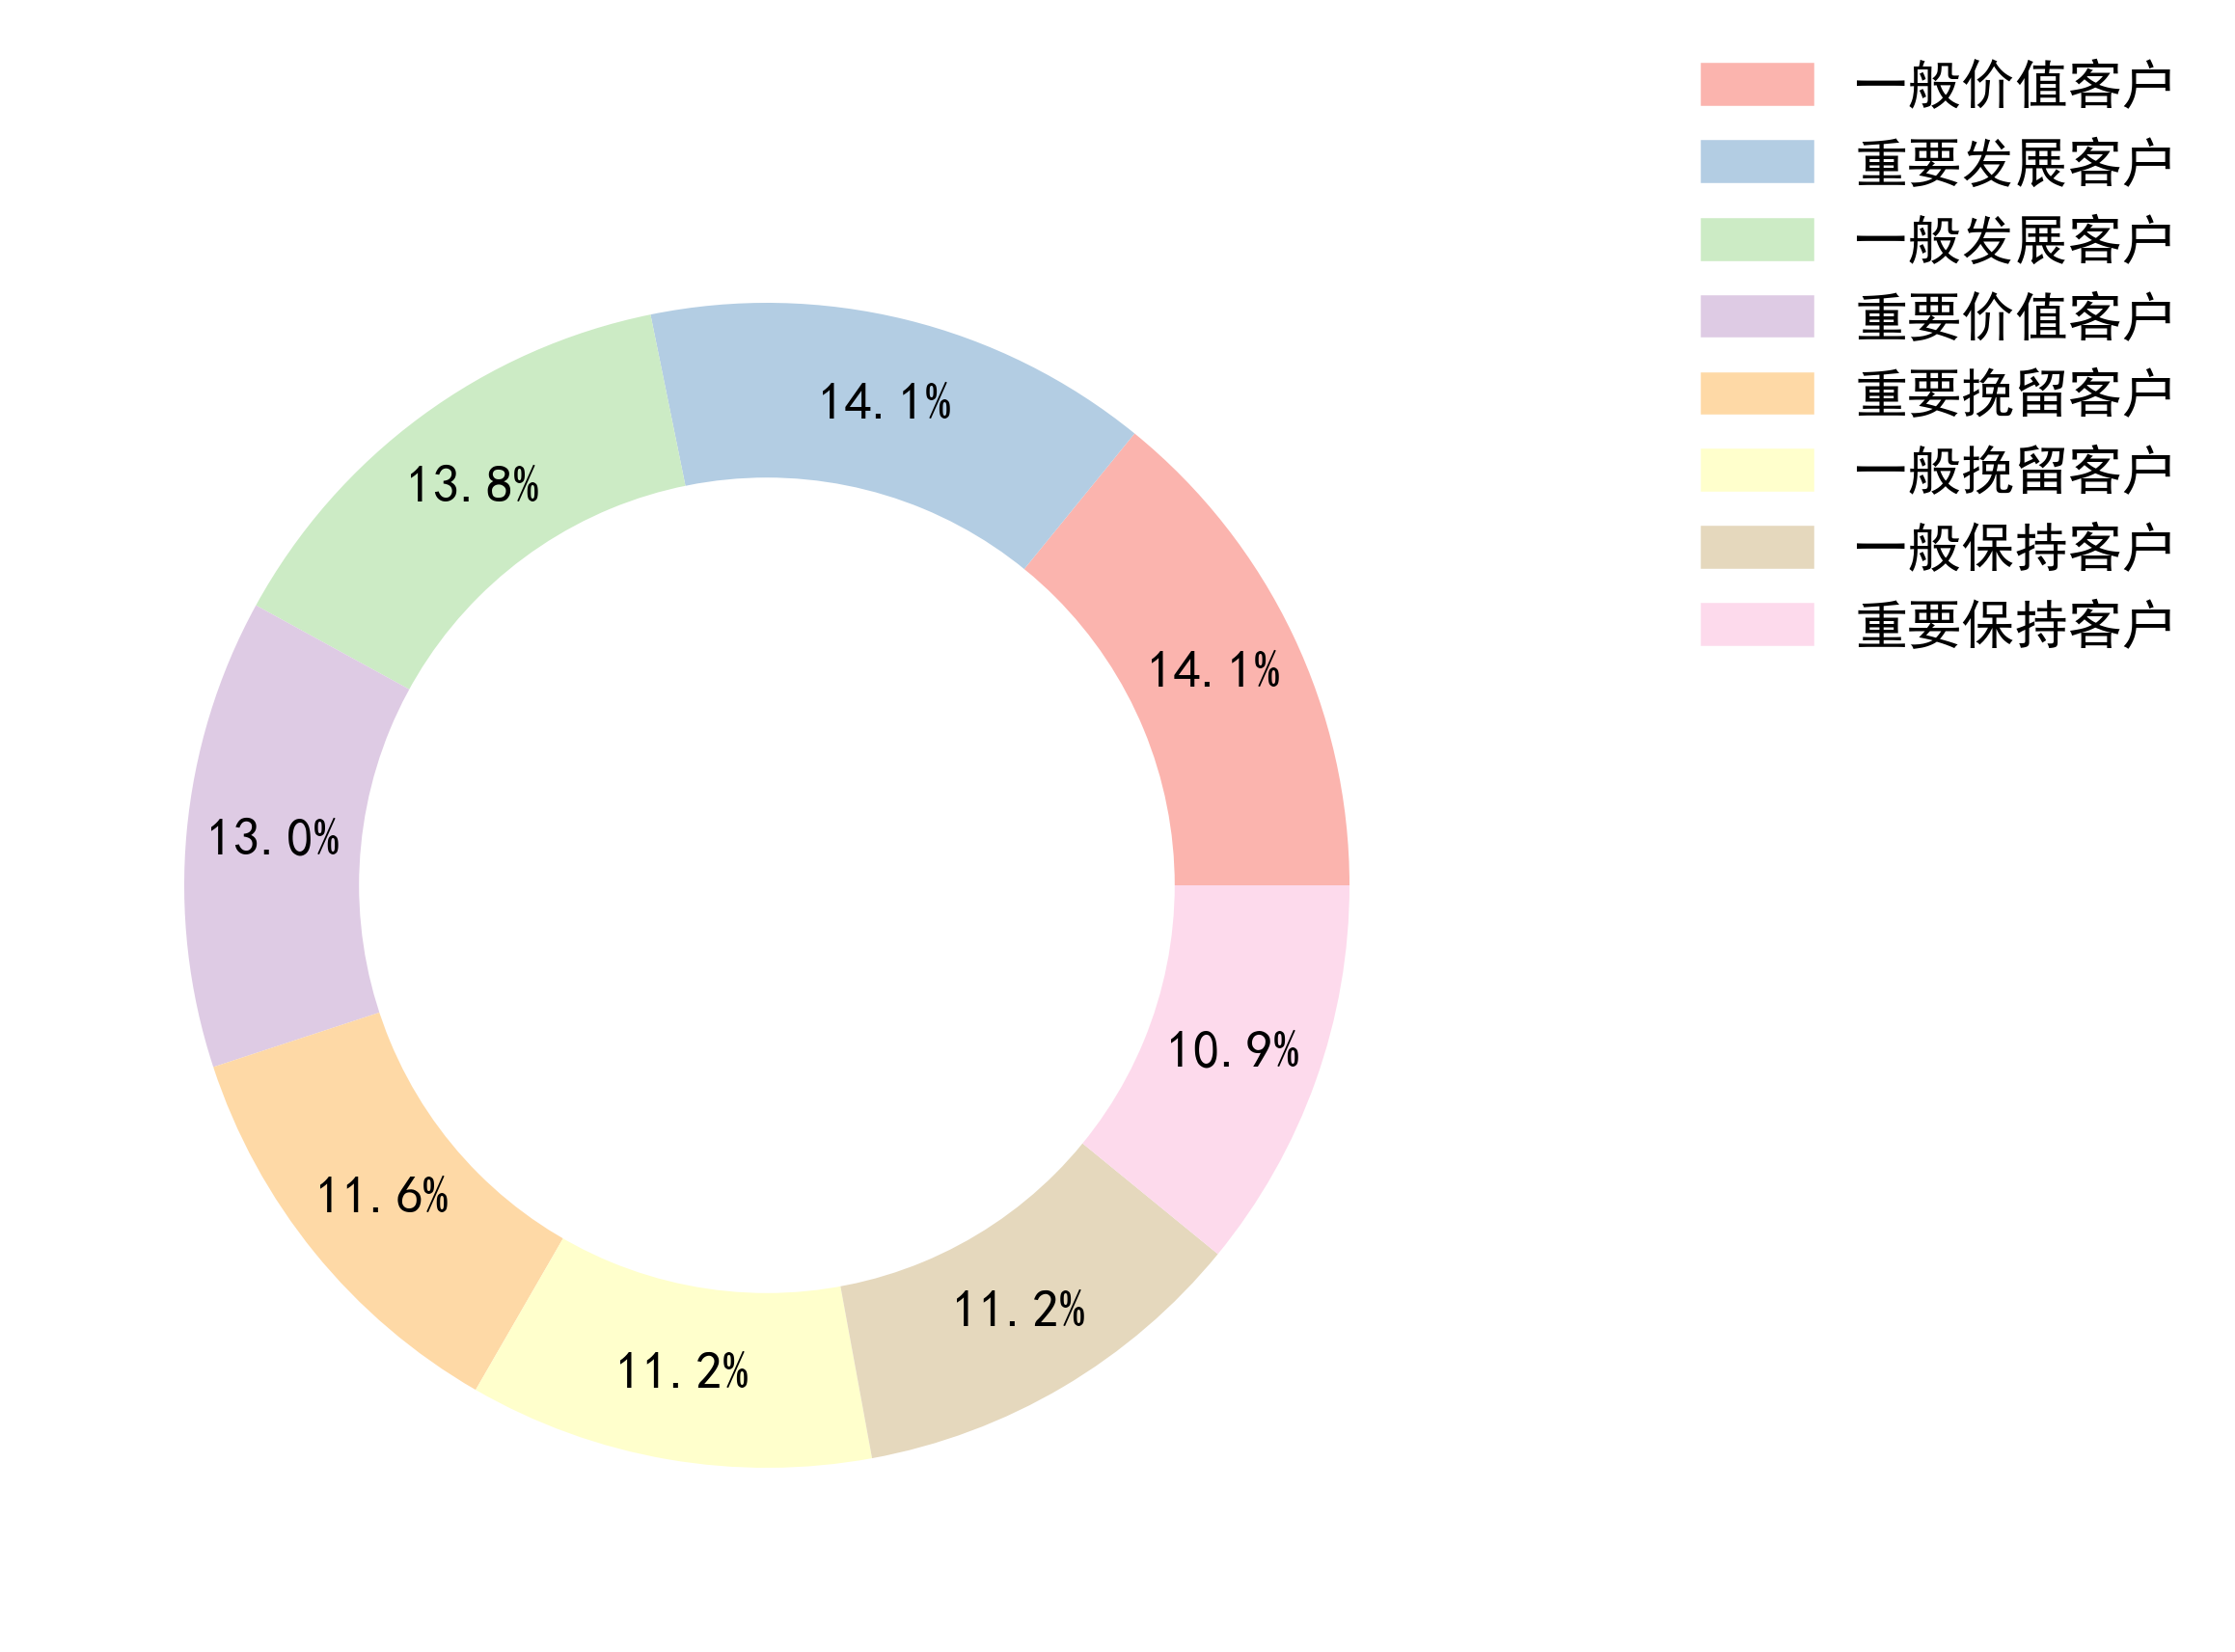 一般价值客户
重要发展客户
一般发展客户
重要价值客户
重要挽留客户
一般挽留客户
一般保持客户
重要保持客户
14.1%
13.8%
14.1%
13.0%
10.9%
11.6%
11.2%
11.2%